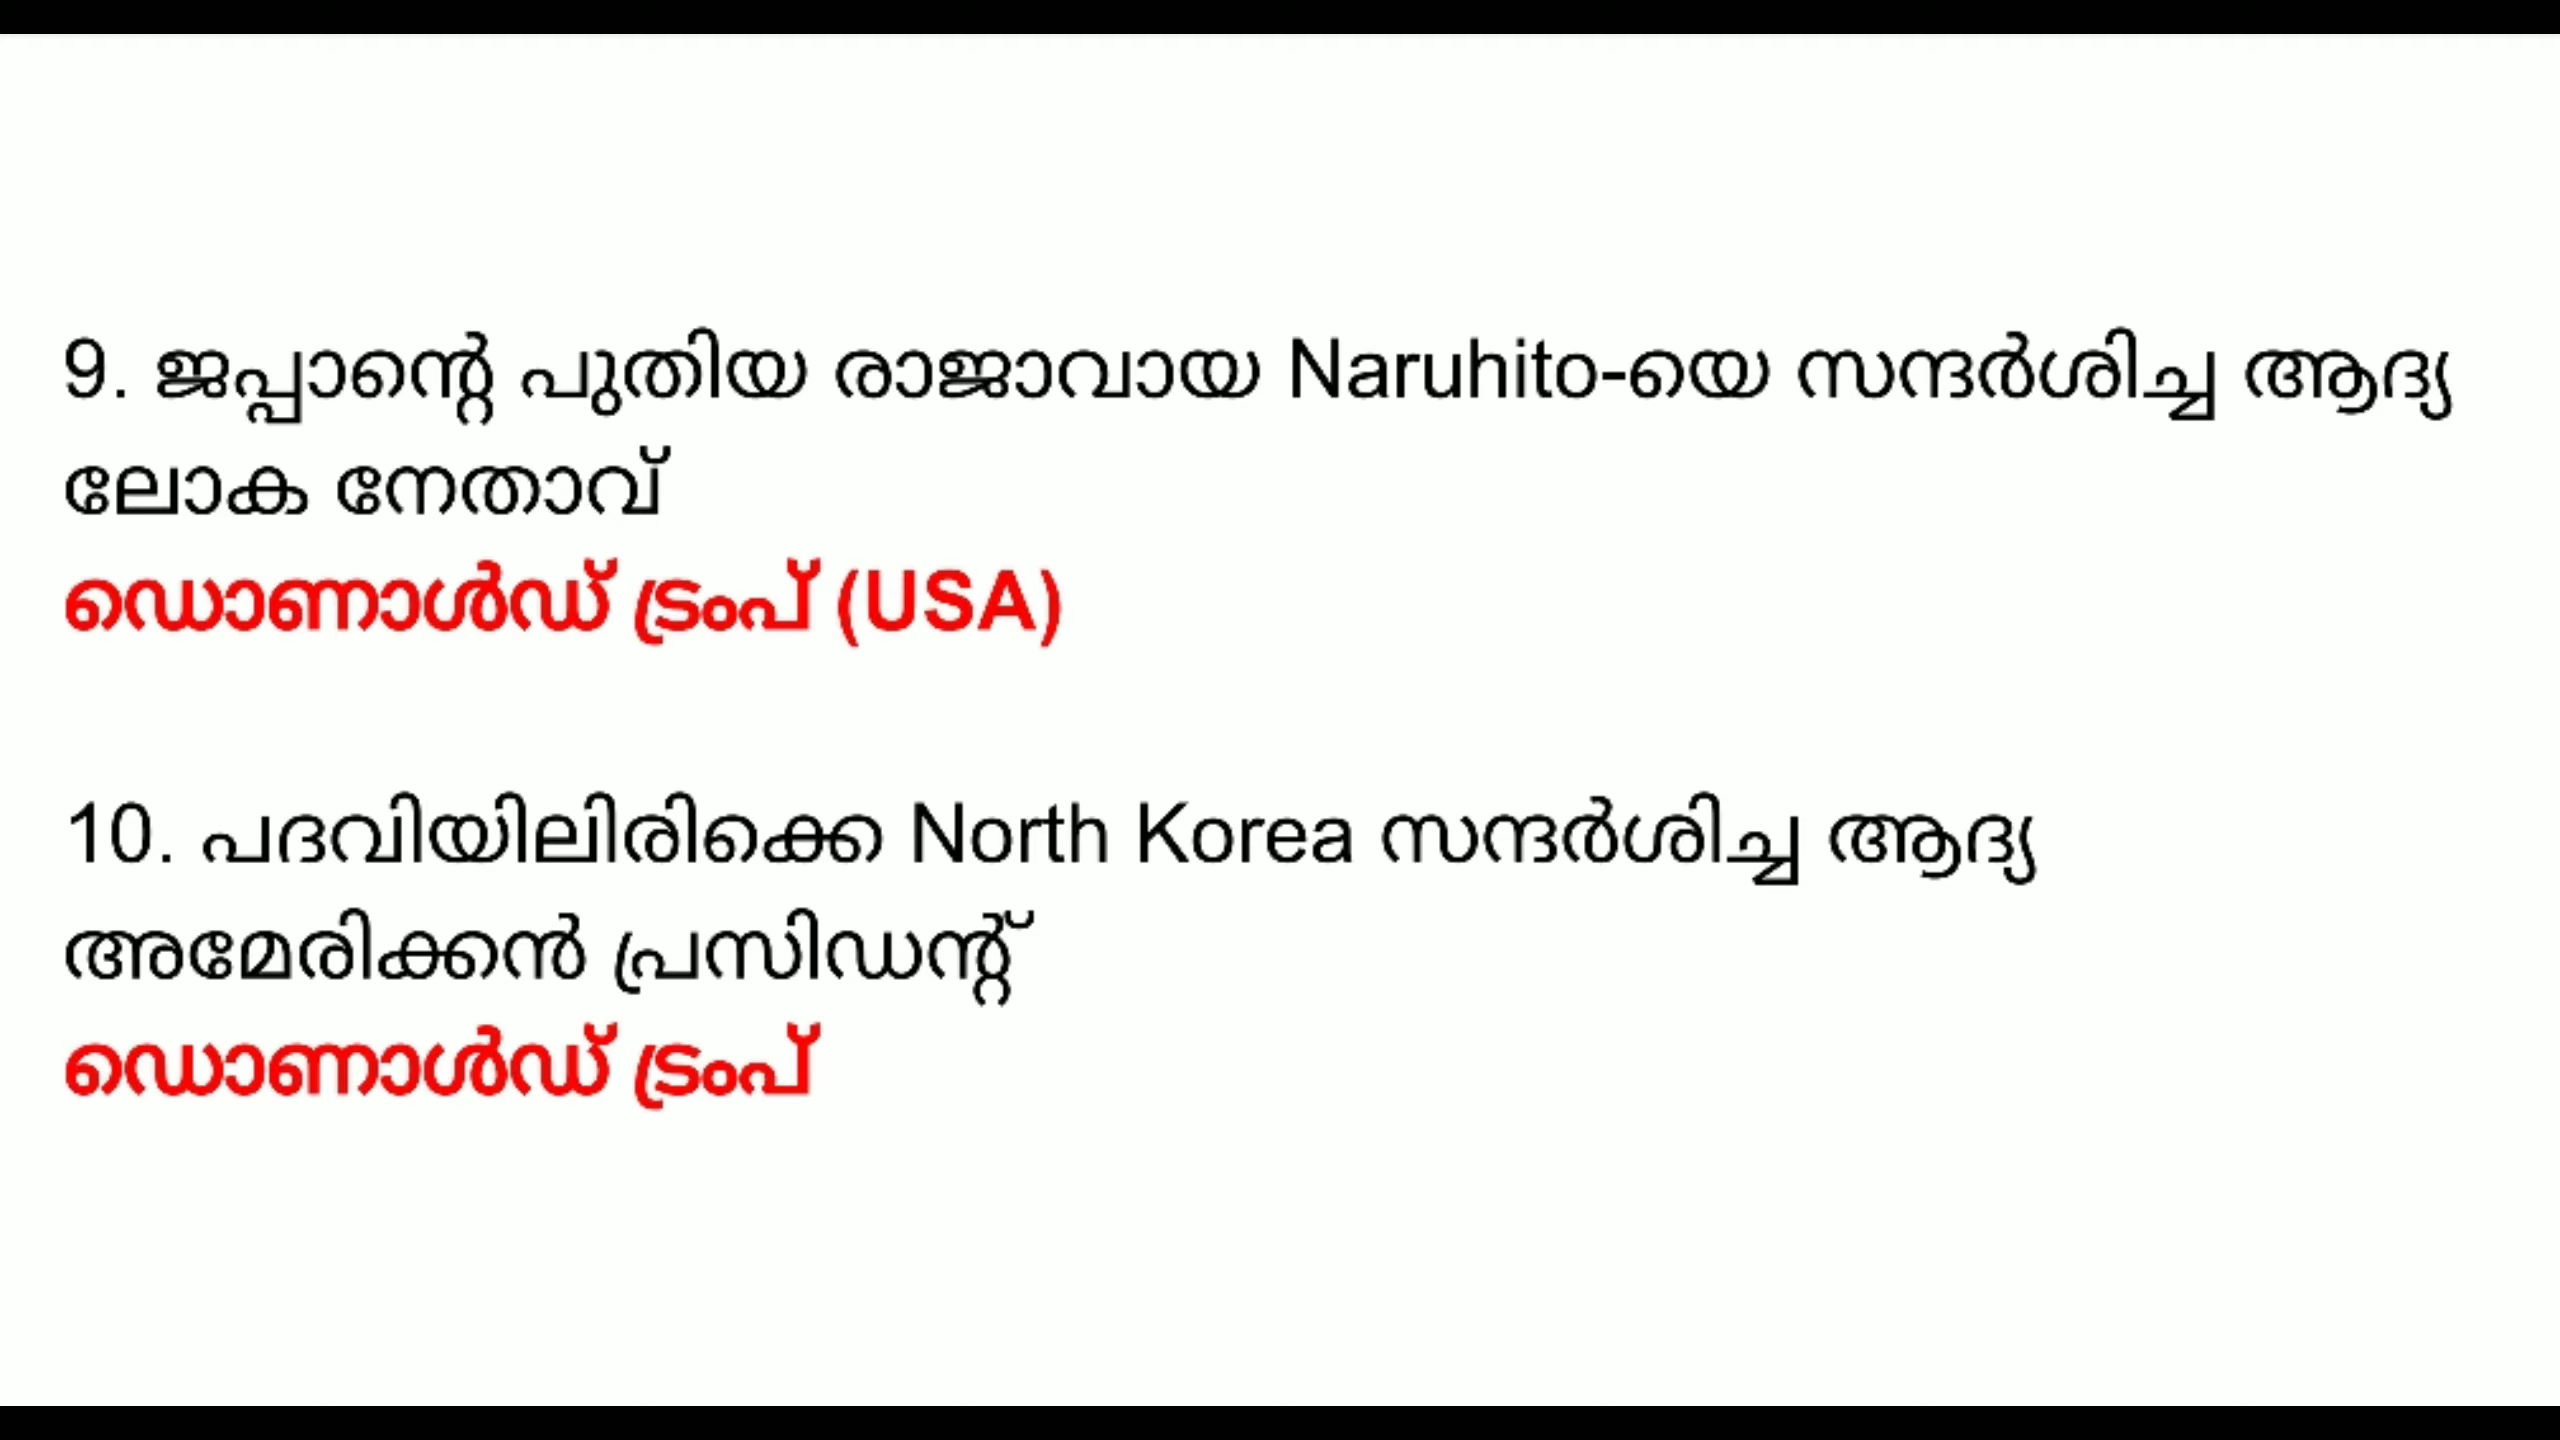 9. ജപ്പാന്റെ പുതിയ രാജാവായ Naruhito-യെ സന്ദർശിച്ച ആദ്യ
ലോക നേതാവ്
ഡൊണാൾഡ് ട്രംപ് (USA)
10. പദവിയിലിരിക്കെ North Korea സന്ദർശിച്ച ആദ്യ
അമേരിക്കൻ പ്രസിഡന്റ്
ഡൊണാൾഡ് ട്രംപ്